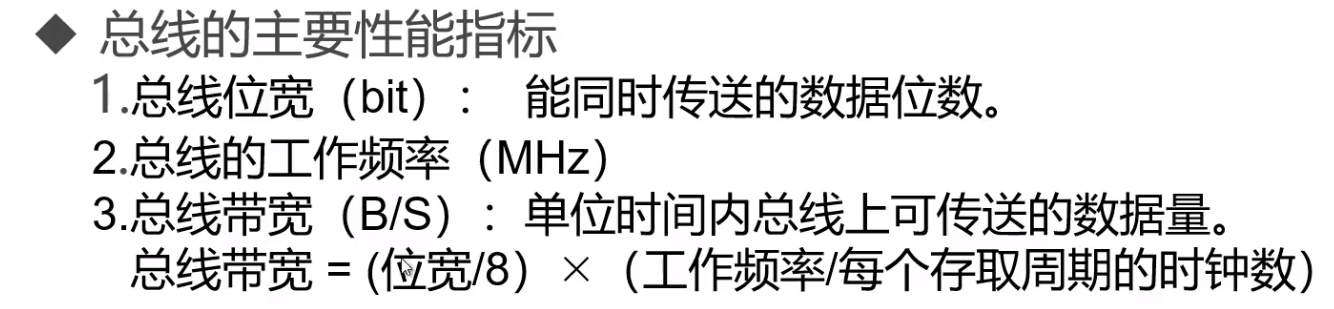 ◆ 总线的主要性能指标
1.总线位宽（bit）： 能同时传送的数据位数。
2.总线的工作频率（MHz）
3.总线带宽（B/S）：单位时间内总线上可传送的数据量。
总线带宽 = (位宽/8）×（工作频率/每个存取周期的时钟数）